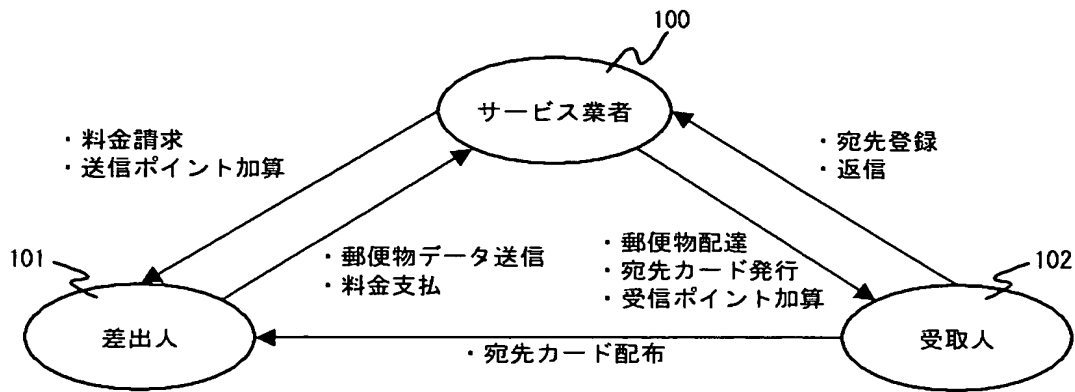 100
サービス業者
・料金請求
・送信ポイント加算
・宛先登録
・返信
101
・郵便物データ送信
・料金支払
・郵便物配達
・宛先カード発行
・受信ポイント加算
102
差出人
・宛先カード配布
受取人